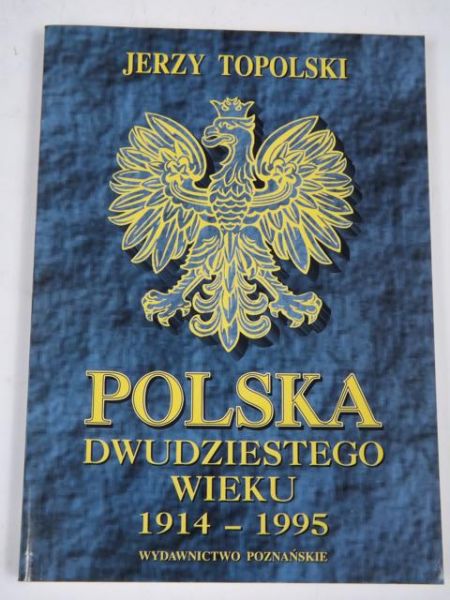 JERZY TOPOLSKI
POLSKA
DWUDZIESTEGO
WIEKU
1914 – 1995
WYDAWNICTWO POZNAŃSKIE